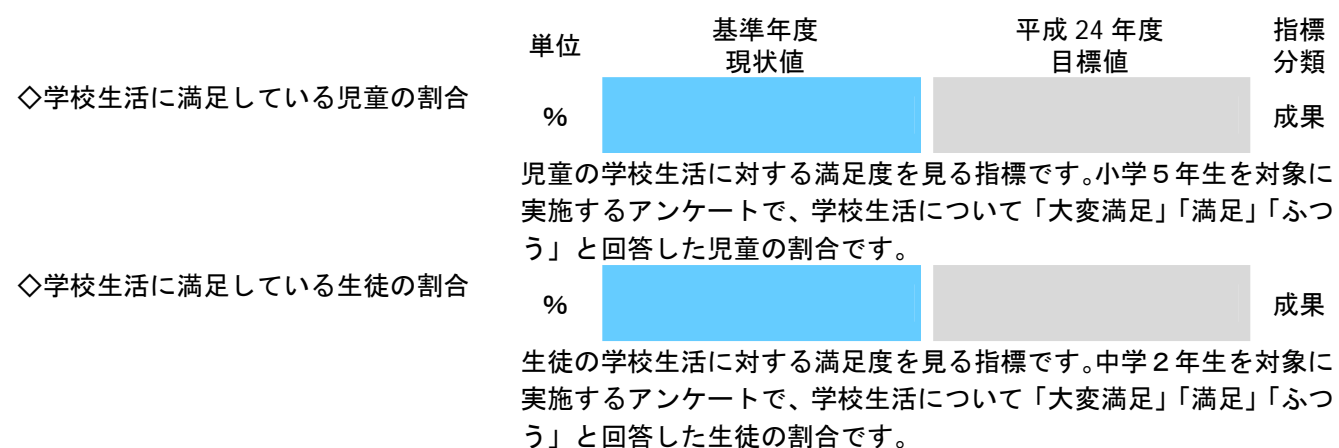 単位 基準年度 現状値 平成 24 年度 目標値 指標 分類
◇学校生活に満足している児童の割合
% 成果
児童の学校生活に対する満足度を見る指標です。小学５年生を対象に
実施するアンケートで、学校生活について「大変満足」「満足」「ふつ
う」と回答した児童の割合です。
◇学校生活に満足している生徒の割合
% 成果
生徒の学校生活に対する満足度を見る指標です。中学２年生を対象に
実施するアンケートで、学校生活について「大変満足」「満足」「ふつ
う」と回答した生徒の割合です。